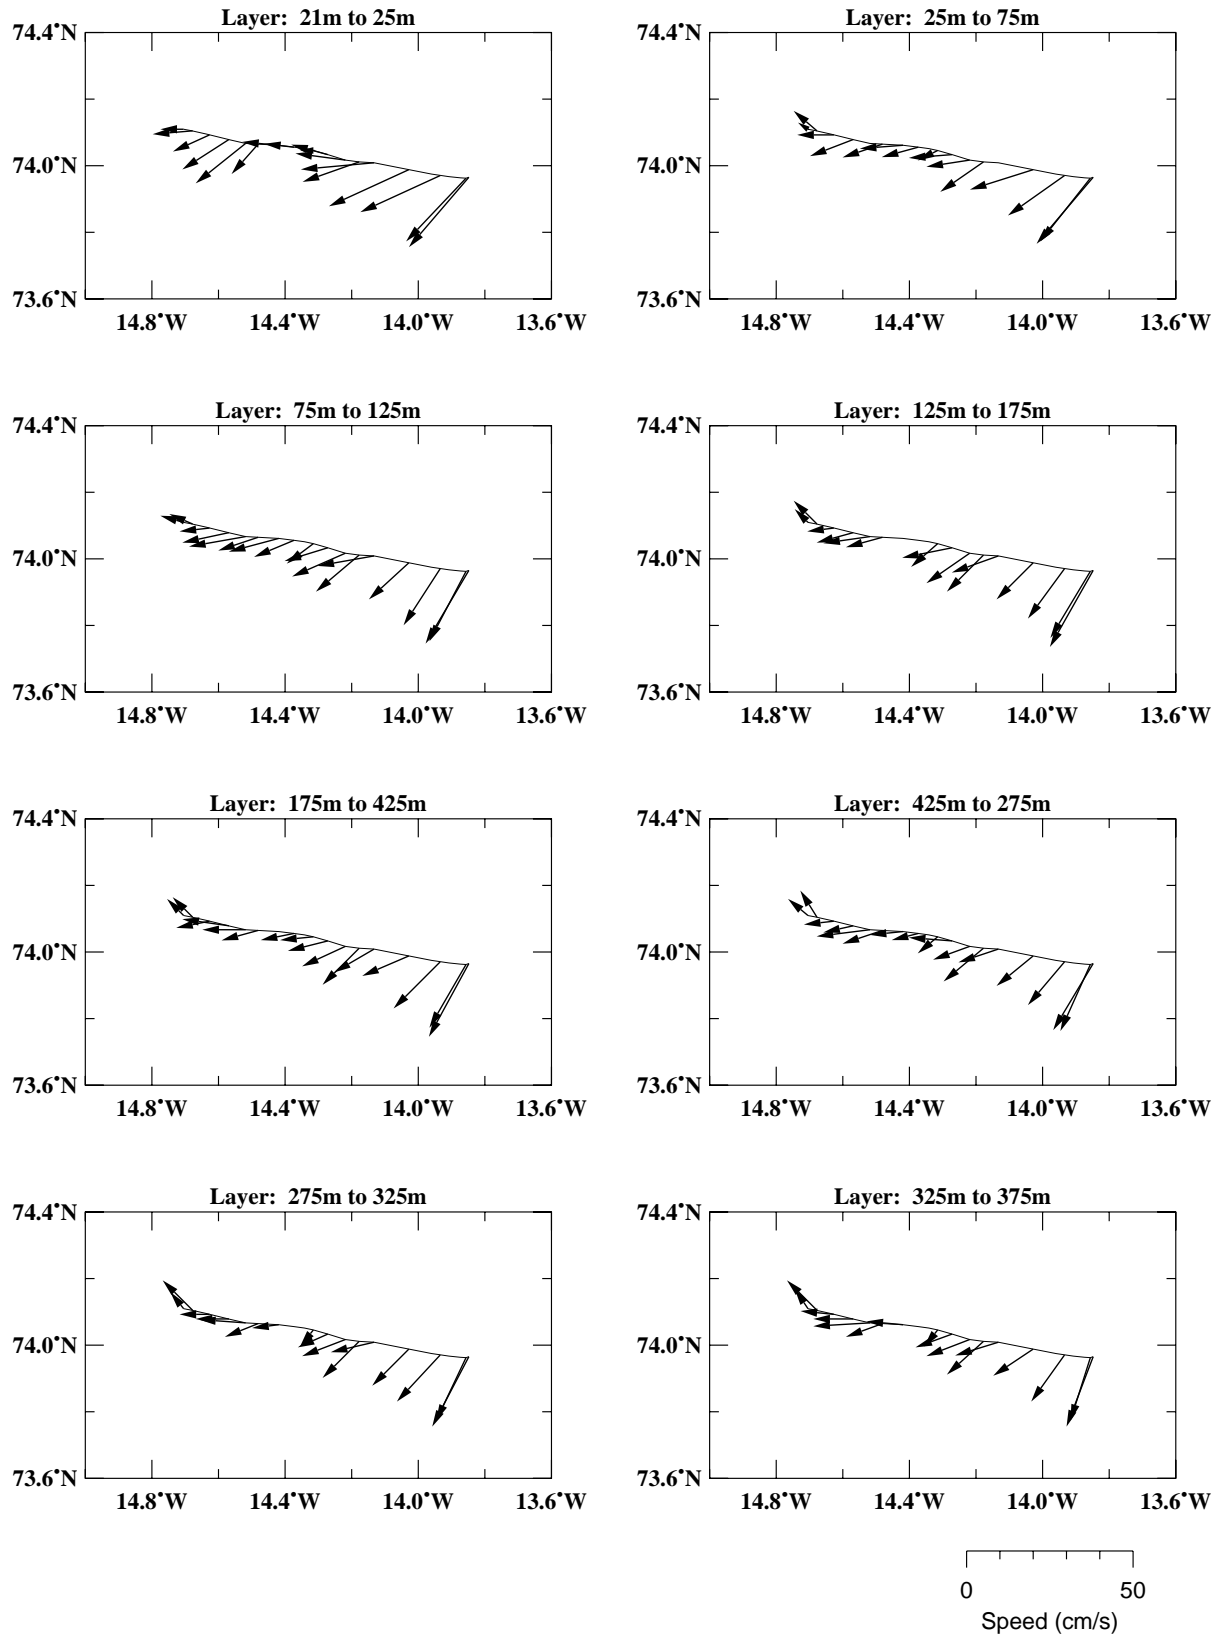 Layer: 21m to 25m
74.4°N
74.0°N
73.6°N
14.8°W 14.4°W 14.0°W 13.6°W
Layer: 25m to 75m
74.4°N
74.0°N
73.6°N
14.8°W 14.4°W 14.0°W 13.6°W
Layer: 75m to 125m
74.4°N
74.0°N
73.6°N
14.8°W 14.4°W 14.0°W 13.6°W
Layer: 125m to 175m
74.4°N
74.0°N
73.6°N
14.8°W 14.4°W 14.0°W 13.6°W
Layer: 175m to 425m
74.4°N
74.0°N
73.6°N
14.8°W 14.4°W 14.0°W 13.6°W
Layer: 425m to 275m
74.4°N
74.0°N
73.6°N
14.8°W 14.4°W 14.0°W 13.6°W
Layer: 275m to 325m
74.4°N
74.0°N
73.6°N
14.8°W 14.4°W 14.0°W 13.6°W
Layer: 325m to 375m
74.4°N
74.0°N
73.6°N
14.8°W 14.4°W 14.0°W 13.6°W
0 50
Speed (cm/s)